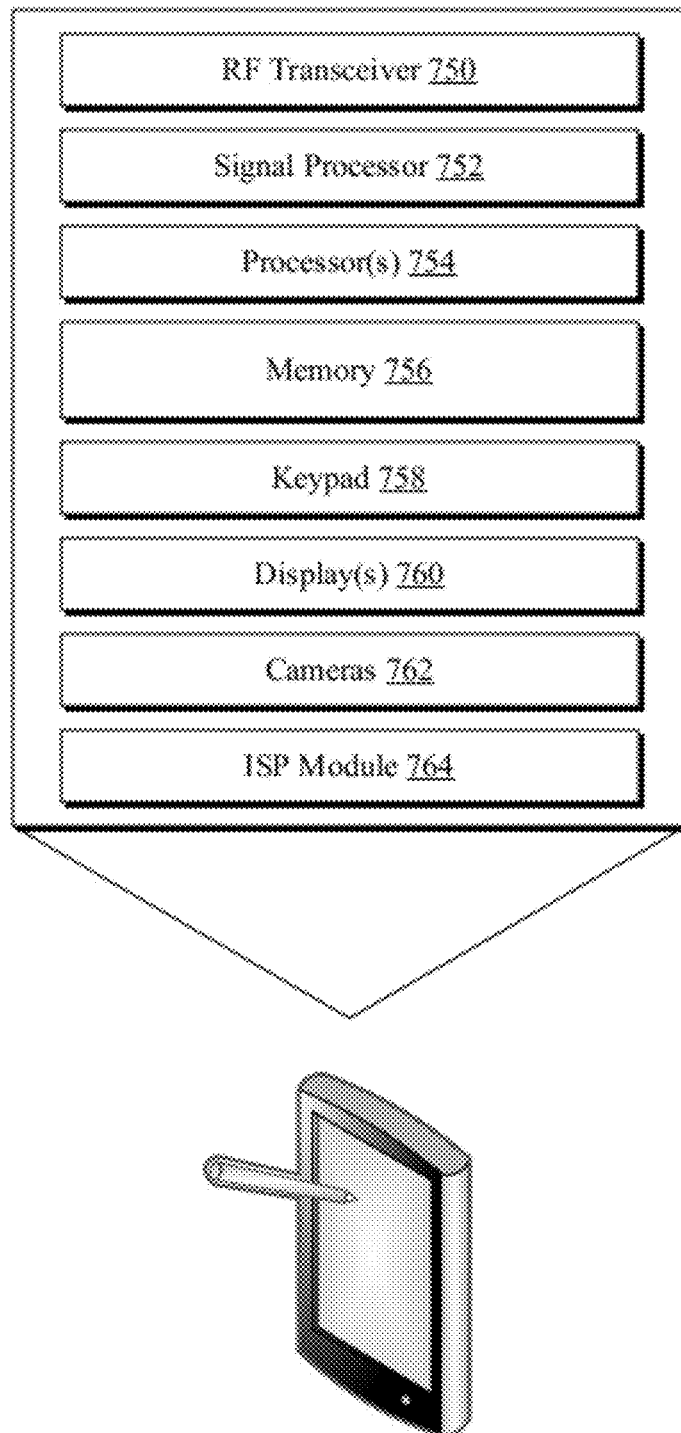 RF Transceiver 750
Signal Processor 752
Processor(s) 754
Memory 756
Keypad 758
Display(s) 760
Cameras 762
ISP Module 764